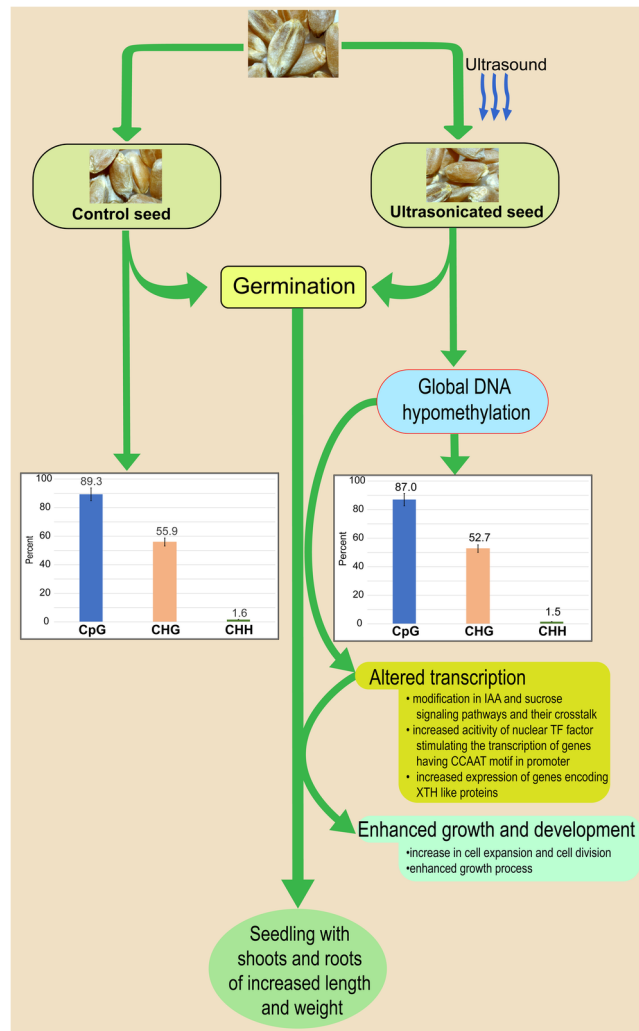 Ultrasound
Control seed
Ultrasonicated seed
Germination
Global DNA
hypomethylation
100
80
60
40
20
0
Percent
89.3
55.9
1.6
CpG CHG CHH
100
80
60
40
20
0
Percent
87.0
52.7
1.5
CpG CHG CHH
Altered transcription
• modification in IAA and sucrose
signaling pathways and their crosstalk
• increased acitivity of nuclear TF factor
stimulating the transcription of genes
having CCAAT motif in promoter
• increased expression of genes encoding
XTH like proteins
Enhanced growth and development
•increase in cell expansion and cell division
•enhanced growth process
Seedling with
shoots and roots
of increased length
and weight